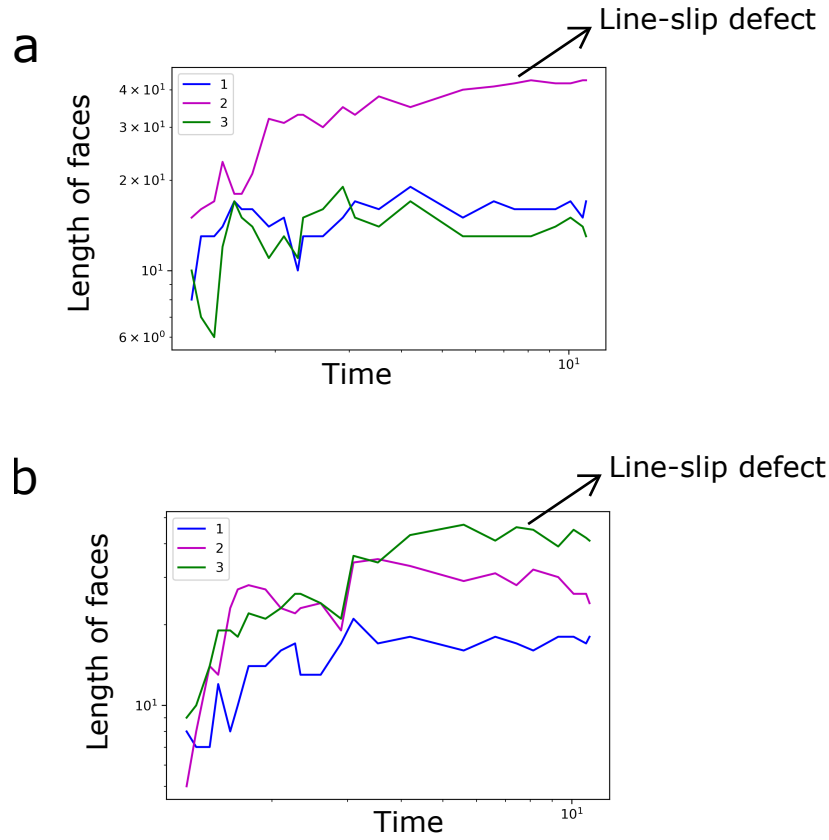 a
Line-slip defect
1
2
3
4 × 10¹
3 × 10¹
2 × 10¹
10¹
6 × 10⁰
Length of faces
10¹
Time
b
Line-slip defect
1
2
3
10¹
Length of faces
10¹
Time